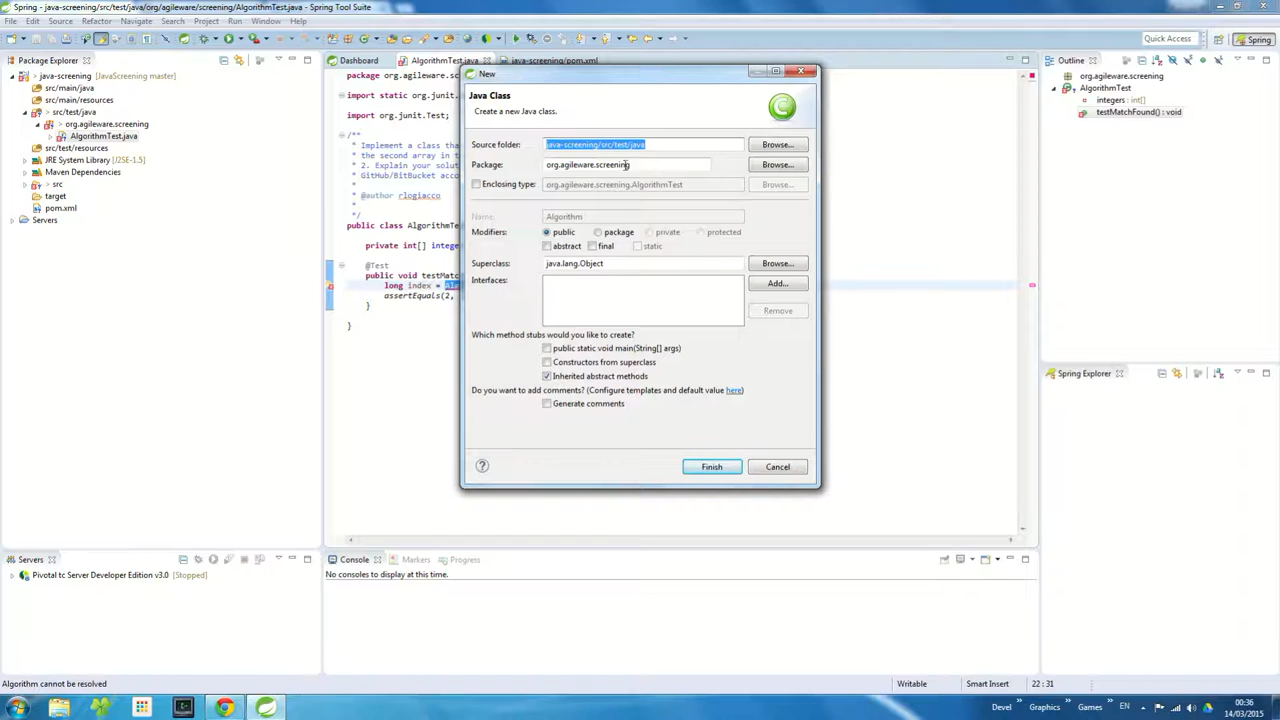 Spring - java-screening/src/test/java/org/agileware/screening/AlgorithmTest.java - Spring Tool Suite
File Edit Source Refactor Navigate Search Project Run Window Help
Quick Access
Spring
Package Explorer
java-screening [JavaScreening master]
src/main/java
src/main/resources
src/test/java
org.agileware.screening
AlgorithmTest.java
src/test/resources
JRE System Library [J2SE-1.5]
Maven Dependencies
src
target
pom.xml
Servers
Dashboard
AlgorithmTest.java
java-screening/pom.xml
package org.agileware.s
import static org.junit.
import org.junit.Test;
/**
* Implement a class tha
the second array in t
* 2. Explain your solut
GitHub/BitBucket accou
* @author rlogiacco
*
*/
public class AlgorithmTe
private int[] intege
@Test
public void testMatc
long index = Al
assertEquals(2,
}
}
New
Java Class
Create a new Java class.
Source folder:
java-screening/src/test/java
Browse...
Package:
org.agileware.screening
Browse...
Enclosing type:
org.agileware.screening.AlgorithmTest
Browse...
Name:
Algorithm
Modifiers:
public package private protected
abstract final static
Superclass:
java.lang.Object
Browse...
Interfaces:
Add...
Remove
Which method stubs would you like to create?
public static void main(String[] args)
Constructors from superclass
Inherited abstract methods
Do you want to add comments? (Configure templates and default value here)
Generate comments
Finish
Cancel
Outline
org.agileware.screening
AlgorithmTest
integers : int[]
testMatchFound() : void
Spring Explorer
Servers
Pivotal tc Server Developer Edition v3.0 [Stopped]
Console Markers Progress
No consoles to display at this time.
Algorithm cannot be resolved
Writable
Smart Insert
22 : 31
Devel
Graphics
Games
EN
00:36
14/03/2015